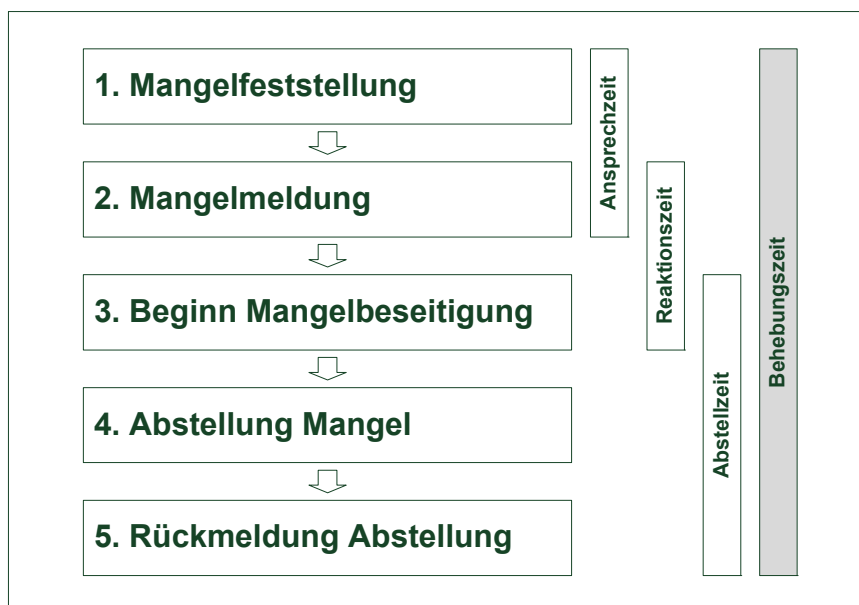 1. Mangelfeststellung
2. Mangelmeldung
3. Beginn Mangelbeseitigung
4. Abstellung Mangel
5. Rückmeldung Abstellung
Ansprechzeit
Reaktionszeit
Abstellzeit
Behebungszeit